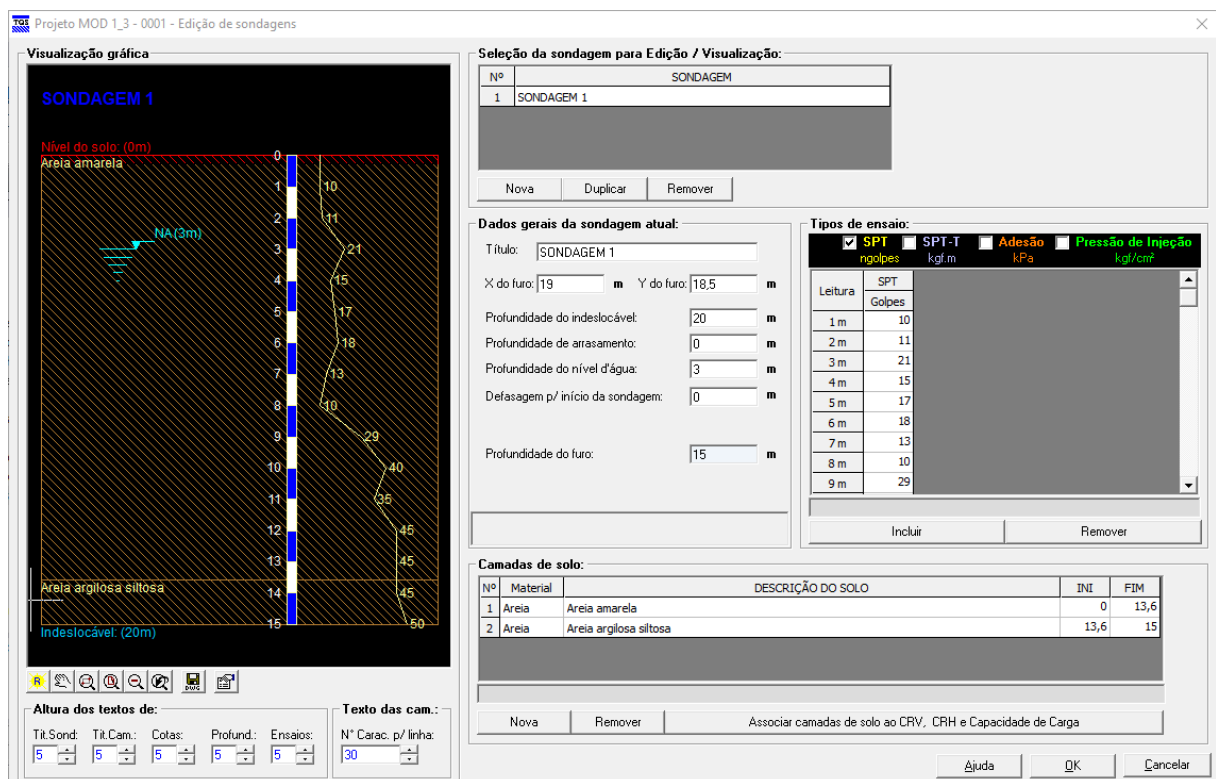 TQS Projeto MOD 1_3 - 0001 - Edição de sondagens
Visualização gráfica
SONDAGEM 1
Nível do solo: (0m)
Areia amarela
0
1 10
2 11
NA (3m)
3 21
4 15
5 17
6 18
7 13
8 10
9 29
10 40
11 35
12 45
13 45
Areia argilosa siltosa
14 45
15 50
Indeslocável: (20m)
R
DWG
Altura dos textos de:
Tit.Sond: Tit.Cam.: Cotas: Profund.: Ensaios:
5 5 5 5 5
Texto das cam.:
N° Carac. p/ linha:
30
Seleção da sondagem para Edição / Visualização:
Nº SONDAGEM
1 SONDAGEM 1
Nova Duplicar Remover
Dados gerais da sondagem atual:
Título: SONDAGEM 1
X do furo: 19 m Y do furo: 18,5 m
Profundidade do indeslocável: 20 m
Profundidade de arrasamento: 0 m
Profundidade do nível d'água: 3 m
Defasagem p/ início da sondagem: 0 m
Profundidade do furo: 15 m
Tipos de ensaio:
SPT SPT-T Adesão Pressão de Injeção
ngolpes kgf.m kPa kgf/cm²
Leitura SPT
Golpes
1 m 10
2 m 11
3 m 21
4 m 15
5 m 17
6 m 18
7 m 13
8 m 10
9 m 29
Incluir Remover
Camadas de solo:
Nº Material DESCRIÇÃO DO SOLO INI FIM
1 Areia Areia amarela 0 13,6
2 Areia Areia argilosa siltosa 13,6 15
Nova Remover Associar camadas de solo ao CRV, CRH e Capacidade de Carga
Ajuda OK Cancelar